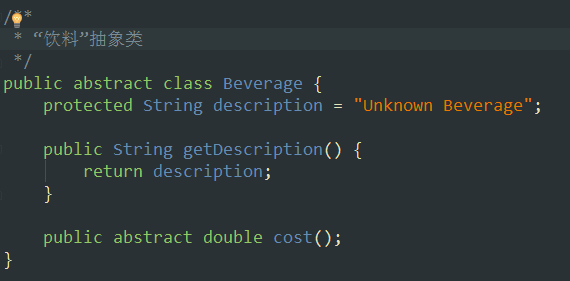 /**
 * “饮料”抽象类
 */
public abstract class Beverage {
    protected String description = "Unknown Beverage";

    public String getDescription() {
        return description;
    }

    public abstract double cost();
}